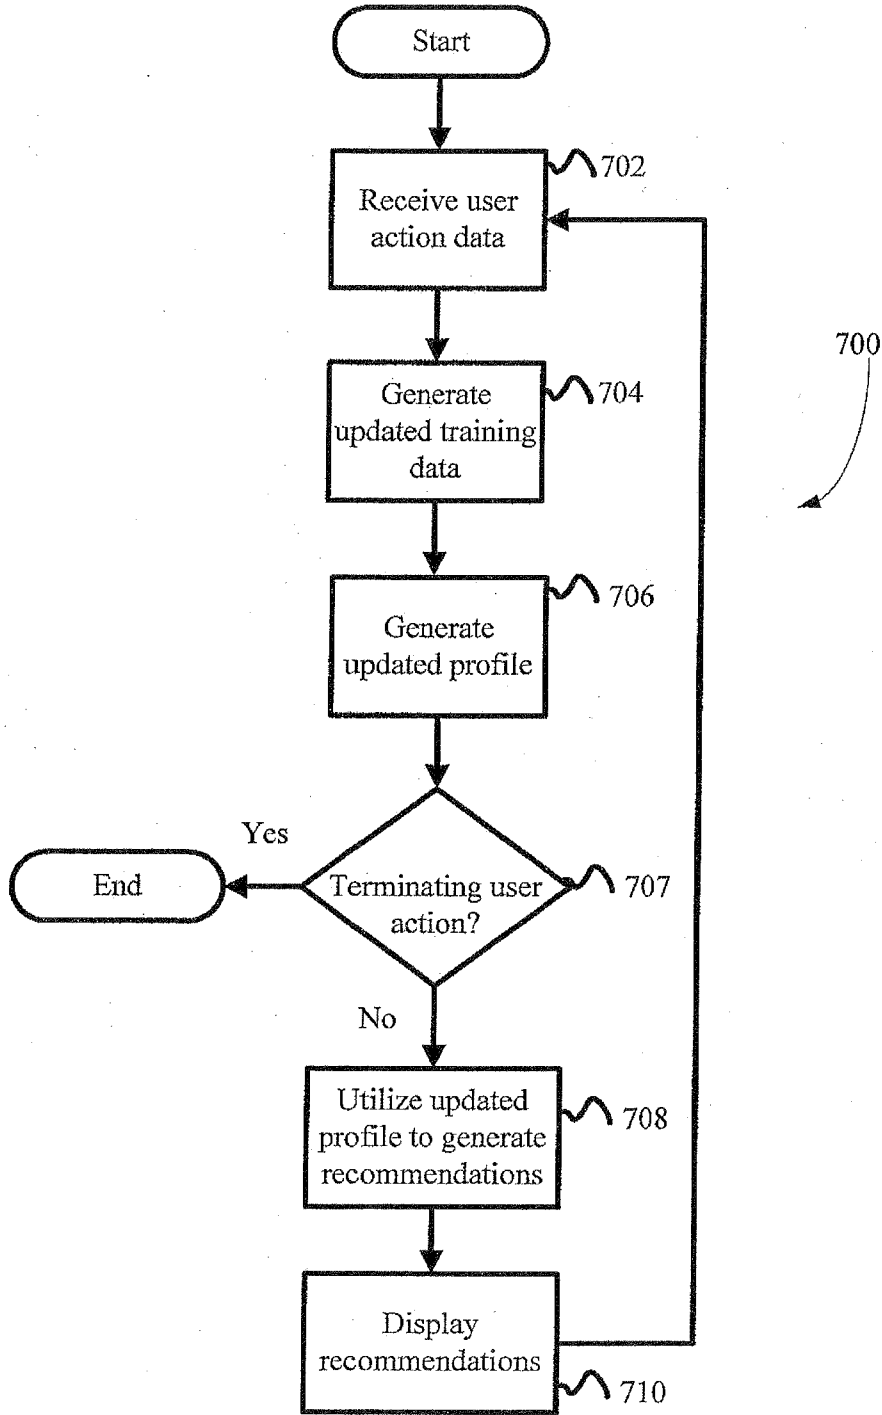 Start
702
Receive user
action data
700
704
Generate
updated training
data
706
Generate
updated profile
Yes
End
Terminating user
action?
707
No
Utilize updated
profile to generate
recommendations
708
Display
recommendations
710